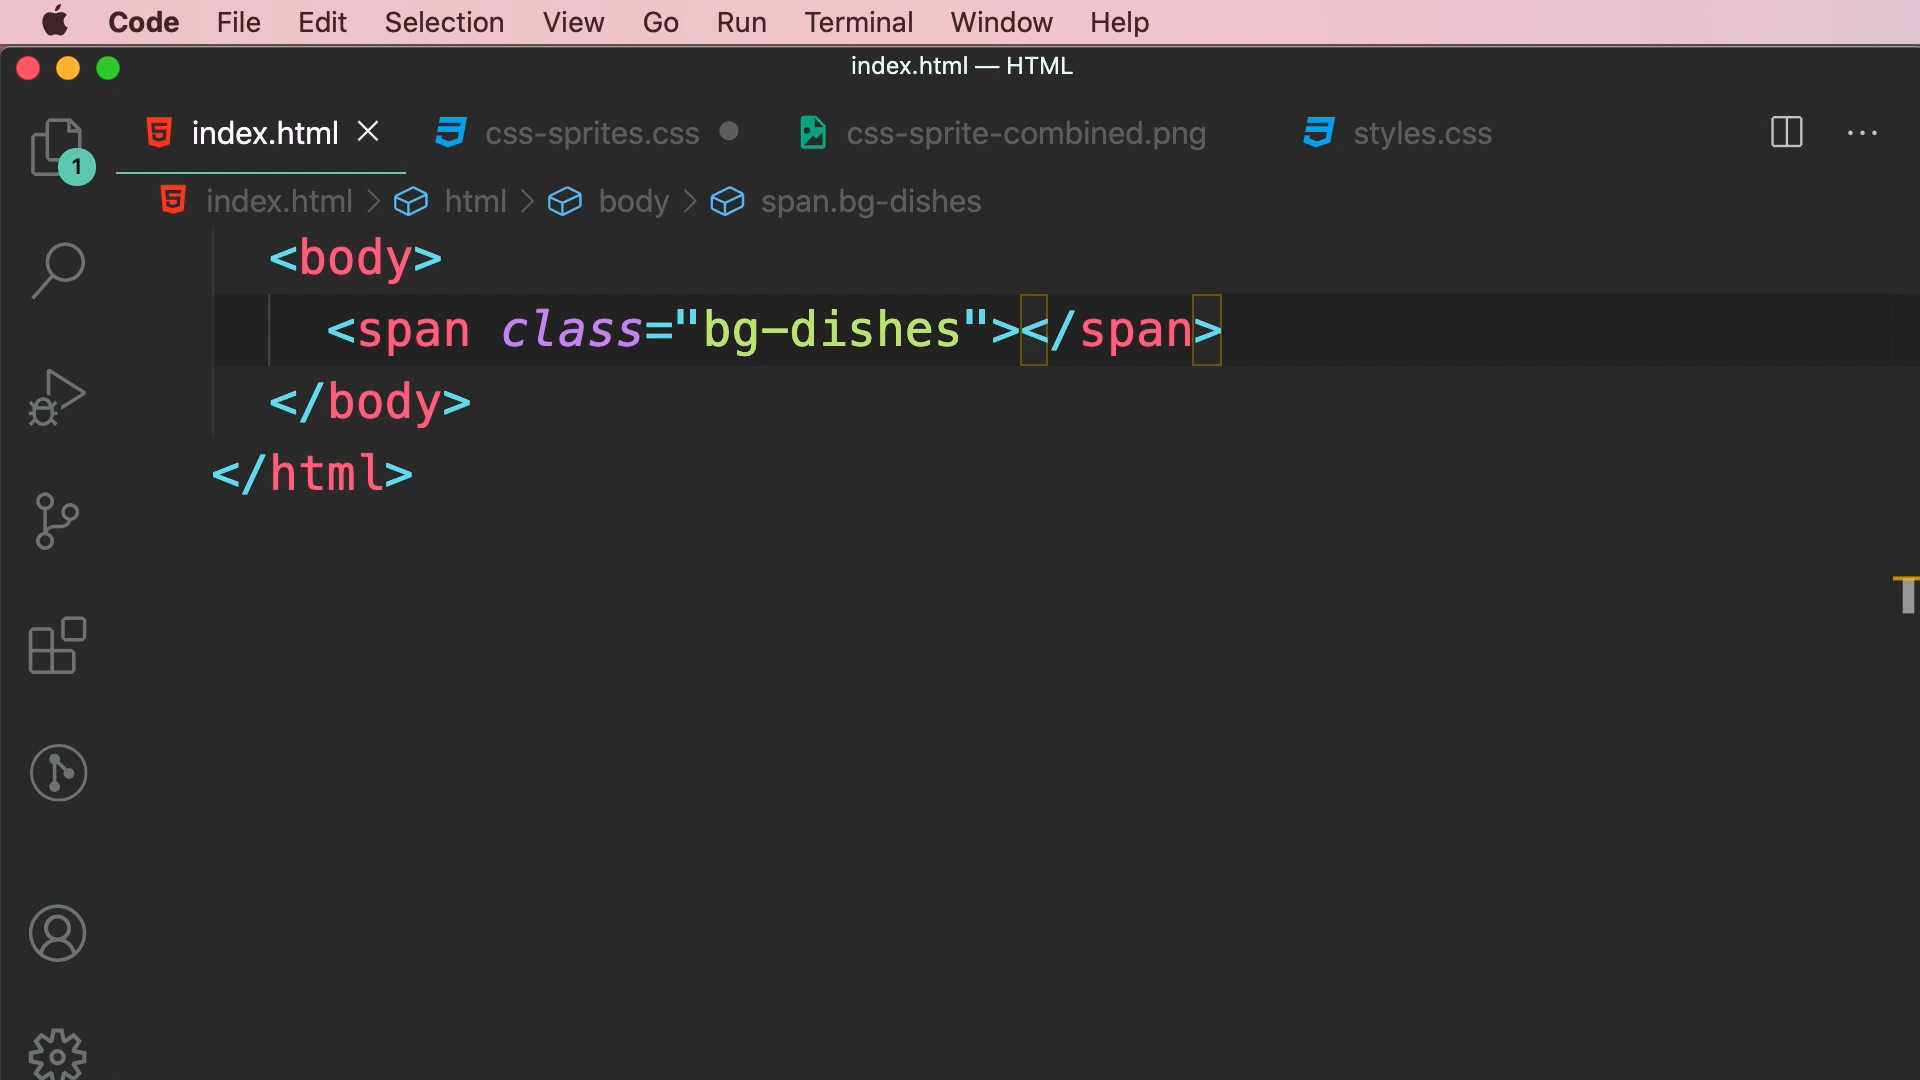 Code File Edit Selection View Go Run Terminal Window Help
index.html — HTML
index.html css-sprites.css css-sprite-combined.png styles.css
1
index.html > html > body > span.bg-dishes
<body>
<span class="bg-dishes"></span>
</body>
</html>